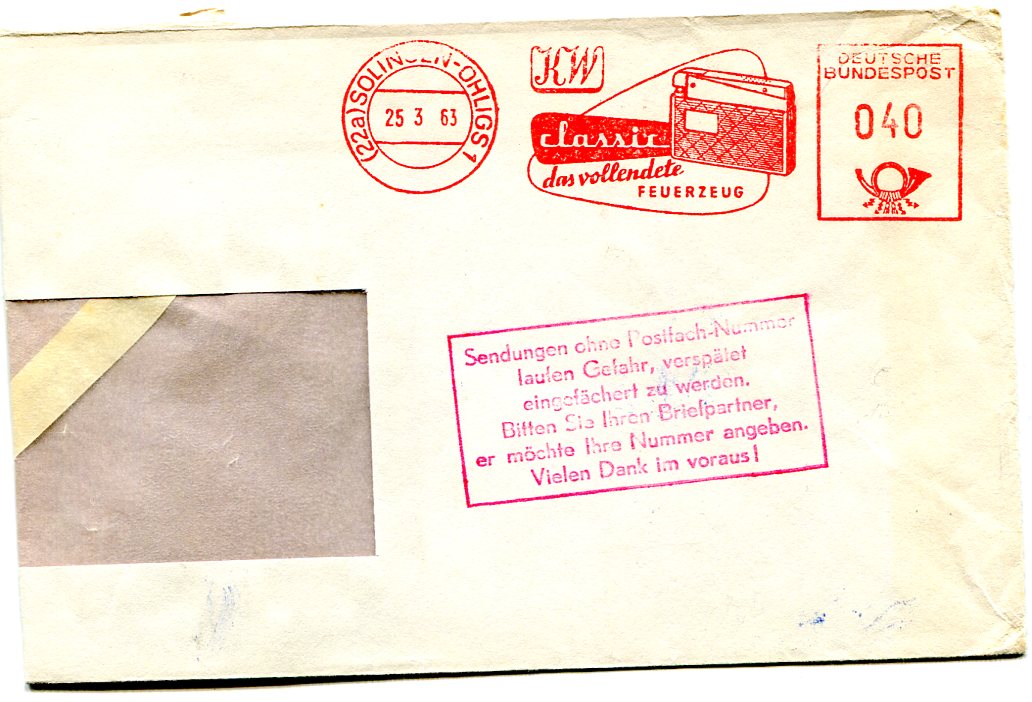 (22a) SOLINGEN-OHLIGS 1
25 3 63
KW
classic
das vollendete
FEUERZEUG
DEUTSCHE
BUNDESPOST
040
Sendungen ohne Postfach-Nummer
laufen Gefahr, verspätet
eingefächert zu werden.
Bitten Sie Ihren Briefpartner,
er möchte Ihre Nummer angeben.
Vielen Dank im voraus!